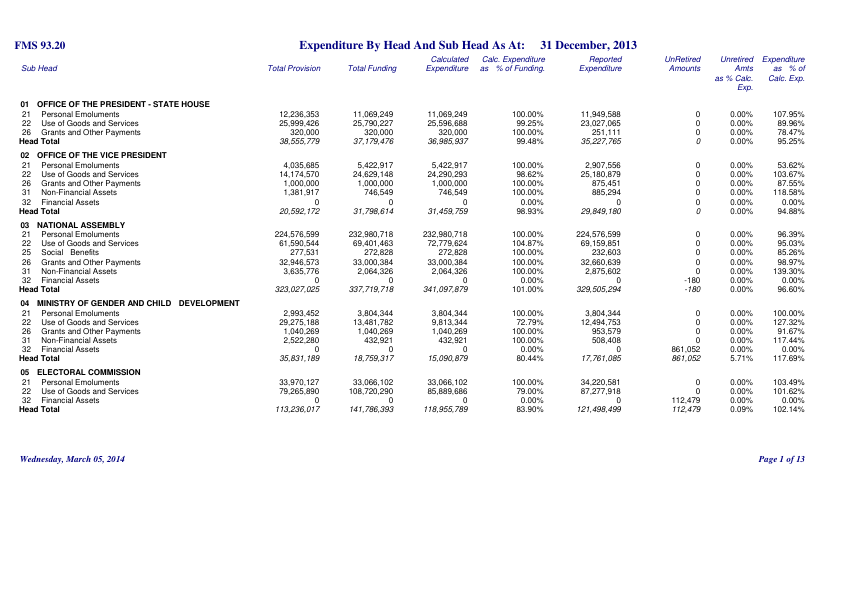 FMS 93.20 Expenditure By Head And Sub Head As At: 31 December, 2013
Calculated Calc. Expenditure Reported UnRetired Unretired Expenditure
Sub Head Total Provision Total Funding Expenditure as % of Funding. Expenditure Amounts Amts as % of
as % Calc. Calc. Exp.
Exp.
01 OFFICE OF THE PRESIDENT - STATE HOUSE
21 Personal Emoluments 12,236,353 11,069,249 11,069,249 100.00% 11,949,588 0 0.00% 107.95%
22 Use of Goods and Services 25,999,426 25,790,227 25,596,688 99.25% 23,027,065 0 0.00% 89.96%
26 Grants and Other Payments 320,000 320,000 320,000 100.00% 251,111 0 0.00% 78.47%
Head Total 38,555,779 37,179,476 36,985,937 99.48% 35,227,765 0 0.00% 95.25%
02 OFFICE OF THE VICE PRESIDENT
21 Personal Emoluments 4,035,685 5,422,917 5,422,917 100.00% 2,907,556 0 0.00% 53.62%
22 Use of Goods and Services 14,174,570 24,629,148 24,290,293 98.62% 25,180,879 0 0.00% 103.67%
26 Grants and Other Payments 1,000,000 1,000,000 1,000,000 100.00% 875,451 0 0.00% 87.55%
31 Non-Financial Assets 1,381,917 746,549 746,549 100.00% 885,294 0 0.00% 118.58%
32 Financial Assets 0 0 0 0.00% 0 0 0.00% 0.00%
Head Total 20,592,172 31,798,614 31,459,759 98.93% 29,849,180 0 0.00% 94.88%
03 NATIONAL ASSEMBLY
21 Personal Emoluments 224,576,599 232,980,718 232,980,718 100.00% 224,576,599 0 0.00% 96.39%
22 Use of Goods and Services 61,590,544 69,401,463 72,779,624 104.87% 69,159,851 0 0.00% 95.03%
25 Social Benefits 277,531 272,828 272,828 100.00% 232,603 0 0.00% 85.26%
26 Grants and Other Payments 32,946,573 33,000,384 33,000,384 100.00% 32,660,639 0 0.00% 98.97%
31 Non-Financial Assets 3,635,776 2,064,326 2,064,326 100.00% 2,875,602 0 0.00% 139.30%
32 Financial Assets 0 0 0 0.00% 0 -180 0.00% 0.00%
Head Total 323,027,025 337,719,718 341,097,879 101.00% 329,505,294 -180 0.00% 96.60%
04 MINISTRY OF GENDER AND CHILD DEVELOPMENT
21 Personal Emoluments 2,993,452 3,804,344 3,804,344 100.00% 3,804,344 0 0.00% 100.00%
22 Use of Goods and Services 29,275,188 13,481,782 9,813,344 72.79% 12,494,753 0 0.00% 127.32%
26 Grants and Other Payments 1,040,269 1,040,269 1,040,269 100.00% 953,579 0 0.00% 91.67%
31 Non-Financial Assets 2,522,280 432,921 432,921 100.00% 508,408 0 0.00% 117.44%
32 Financial Assets 0 0 0 0.00% 0 861,052 0.00% 0.00%
Head Total 35,831,189 18,759,317 15,090,879 80.44% 17,761,085 861,052 5.71% 117.69%
05 ELECTORAL COMMISSION
21 Personal Emoluments 33,970,127 33,066,102 33,066,102 100.00% 34,220,581 0 0.00% 103.49%
22 Use of Goods and Services 79,265,890 108,720,290 85,889,686 79.00% 87,277,918 0 0.00% 101.62%
32 Financial Assets 0 0 0 0.00% 0 112,479 0.00% 0.00%
Head Total 113,236,017 141,786,393 118,955,789 83.90% 121,498,499 112,479 0.09% 102.14%
Wednesday, March 05, 2014 Page 1 of 13